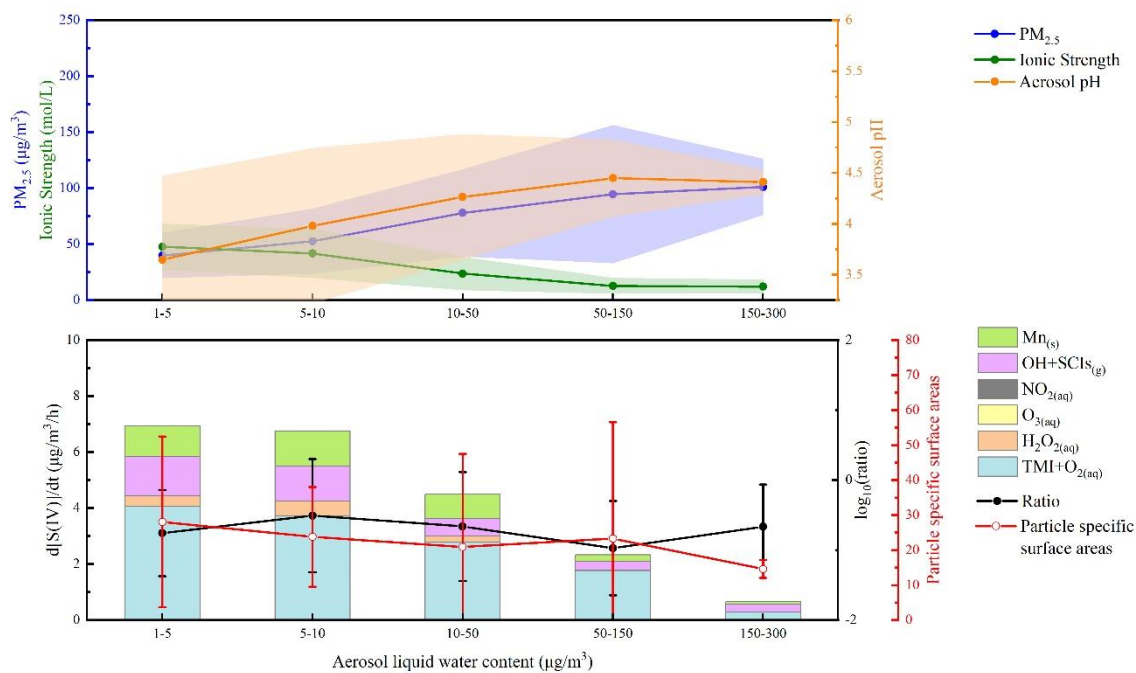 PM2.5 (μg/m³)
Ionic Strength (mol/L)
250
200
150
100
50
0
6
5.5
5
4.5
4
3.5
Aerosol pH
1-5
5-10
10-50
50-150
150-300
PM2.5
Ionic Strength
Aerosol pH
d[S(IV)]/dt (μg/m³/h)
10
8
6
4
2
0
2
0
-2
log10(ratio)
80
70
60
50
40
30
20
10
0
Particle specific surface areas
1-5
5-10
10-50
50-150
150-300
Aerosol liquid water content (μg/m³)
Mn(s)
OH+SCIs(g)
NO2(aq)
O3(aq)
H2O2(aq)
TMI+O2(aq)
Ratio
Particle specific
surface areas